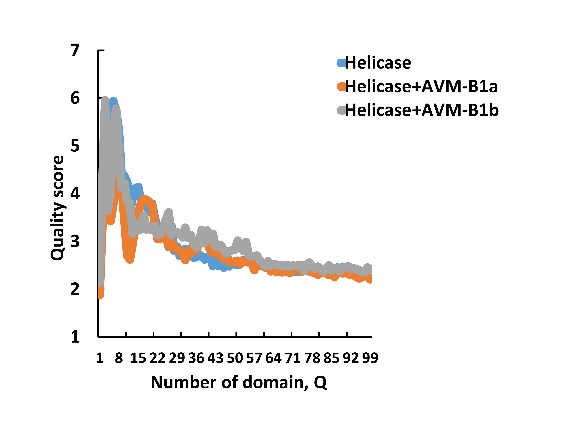 7
6
5
4
3
2
1
Quality score
Helicase
Helicase+AVM-B1a
Helicase+AVM-B1b
1 8 15 22 29 36 43 50 57 64 71 78 85 92 99
Number of domain, Q